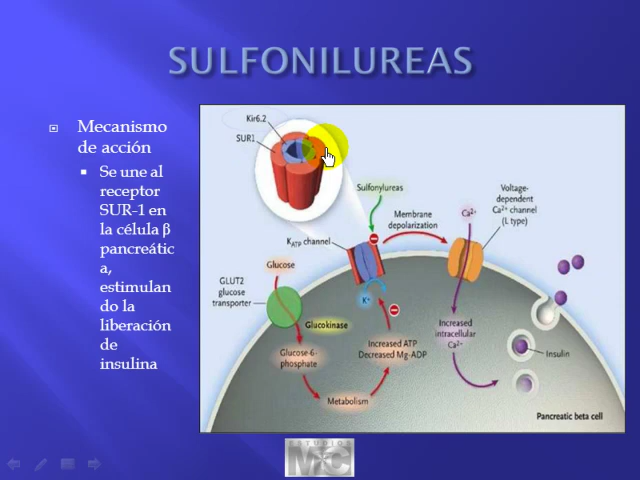 SULFONILUREAS
Mecanismo
de acción
Se une al
receptor
SUR-1 en
la célula β
pancreátic
a,
estimulan
do la
liberación
de
insulina
Kir6.2
SUR1
Sulfonylureas
Voltage-
dependent
Ca2+ channel
(L type)
Ca2+
Membrane
depolarization
KATP channel
Glucose
GLUT2
glucose
transporter
K+
Glucokinase
Increased
intracellular
Ca2+
Increased ATP
Decreased Mg-ADP
Glucose-6-
phosphate
Insulin
Metabolism
Pancreatic beta cell
ESTUDIOS
MC